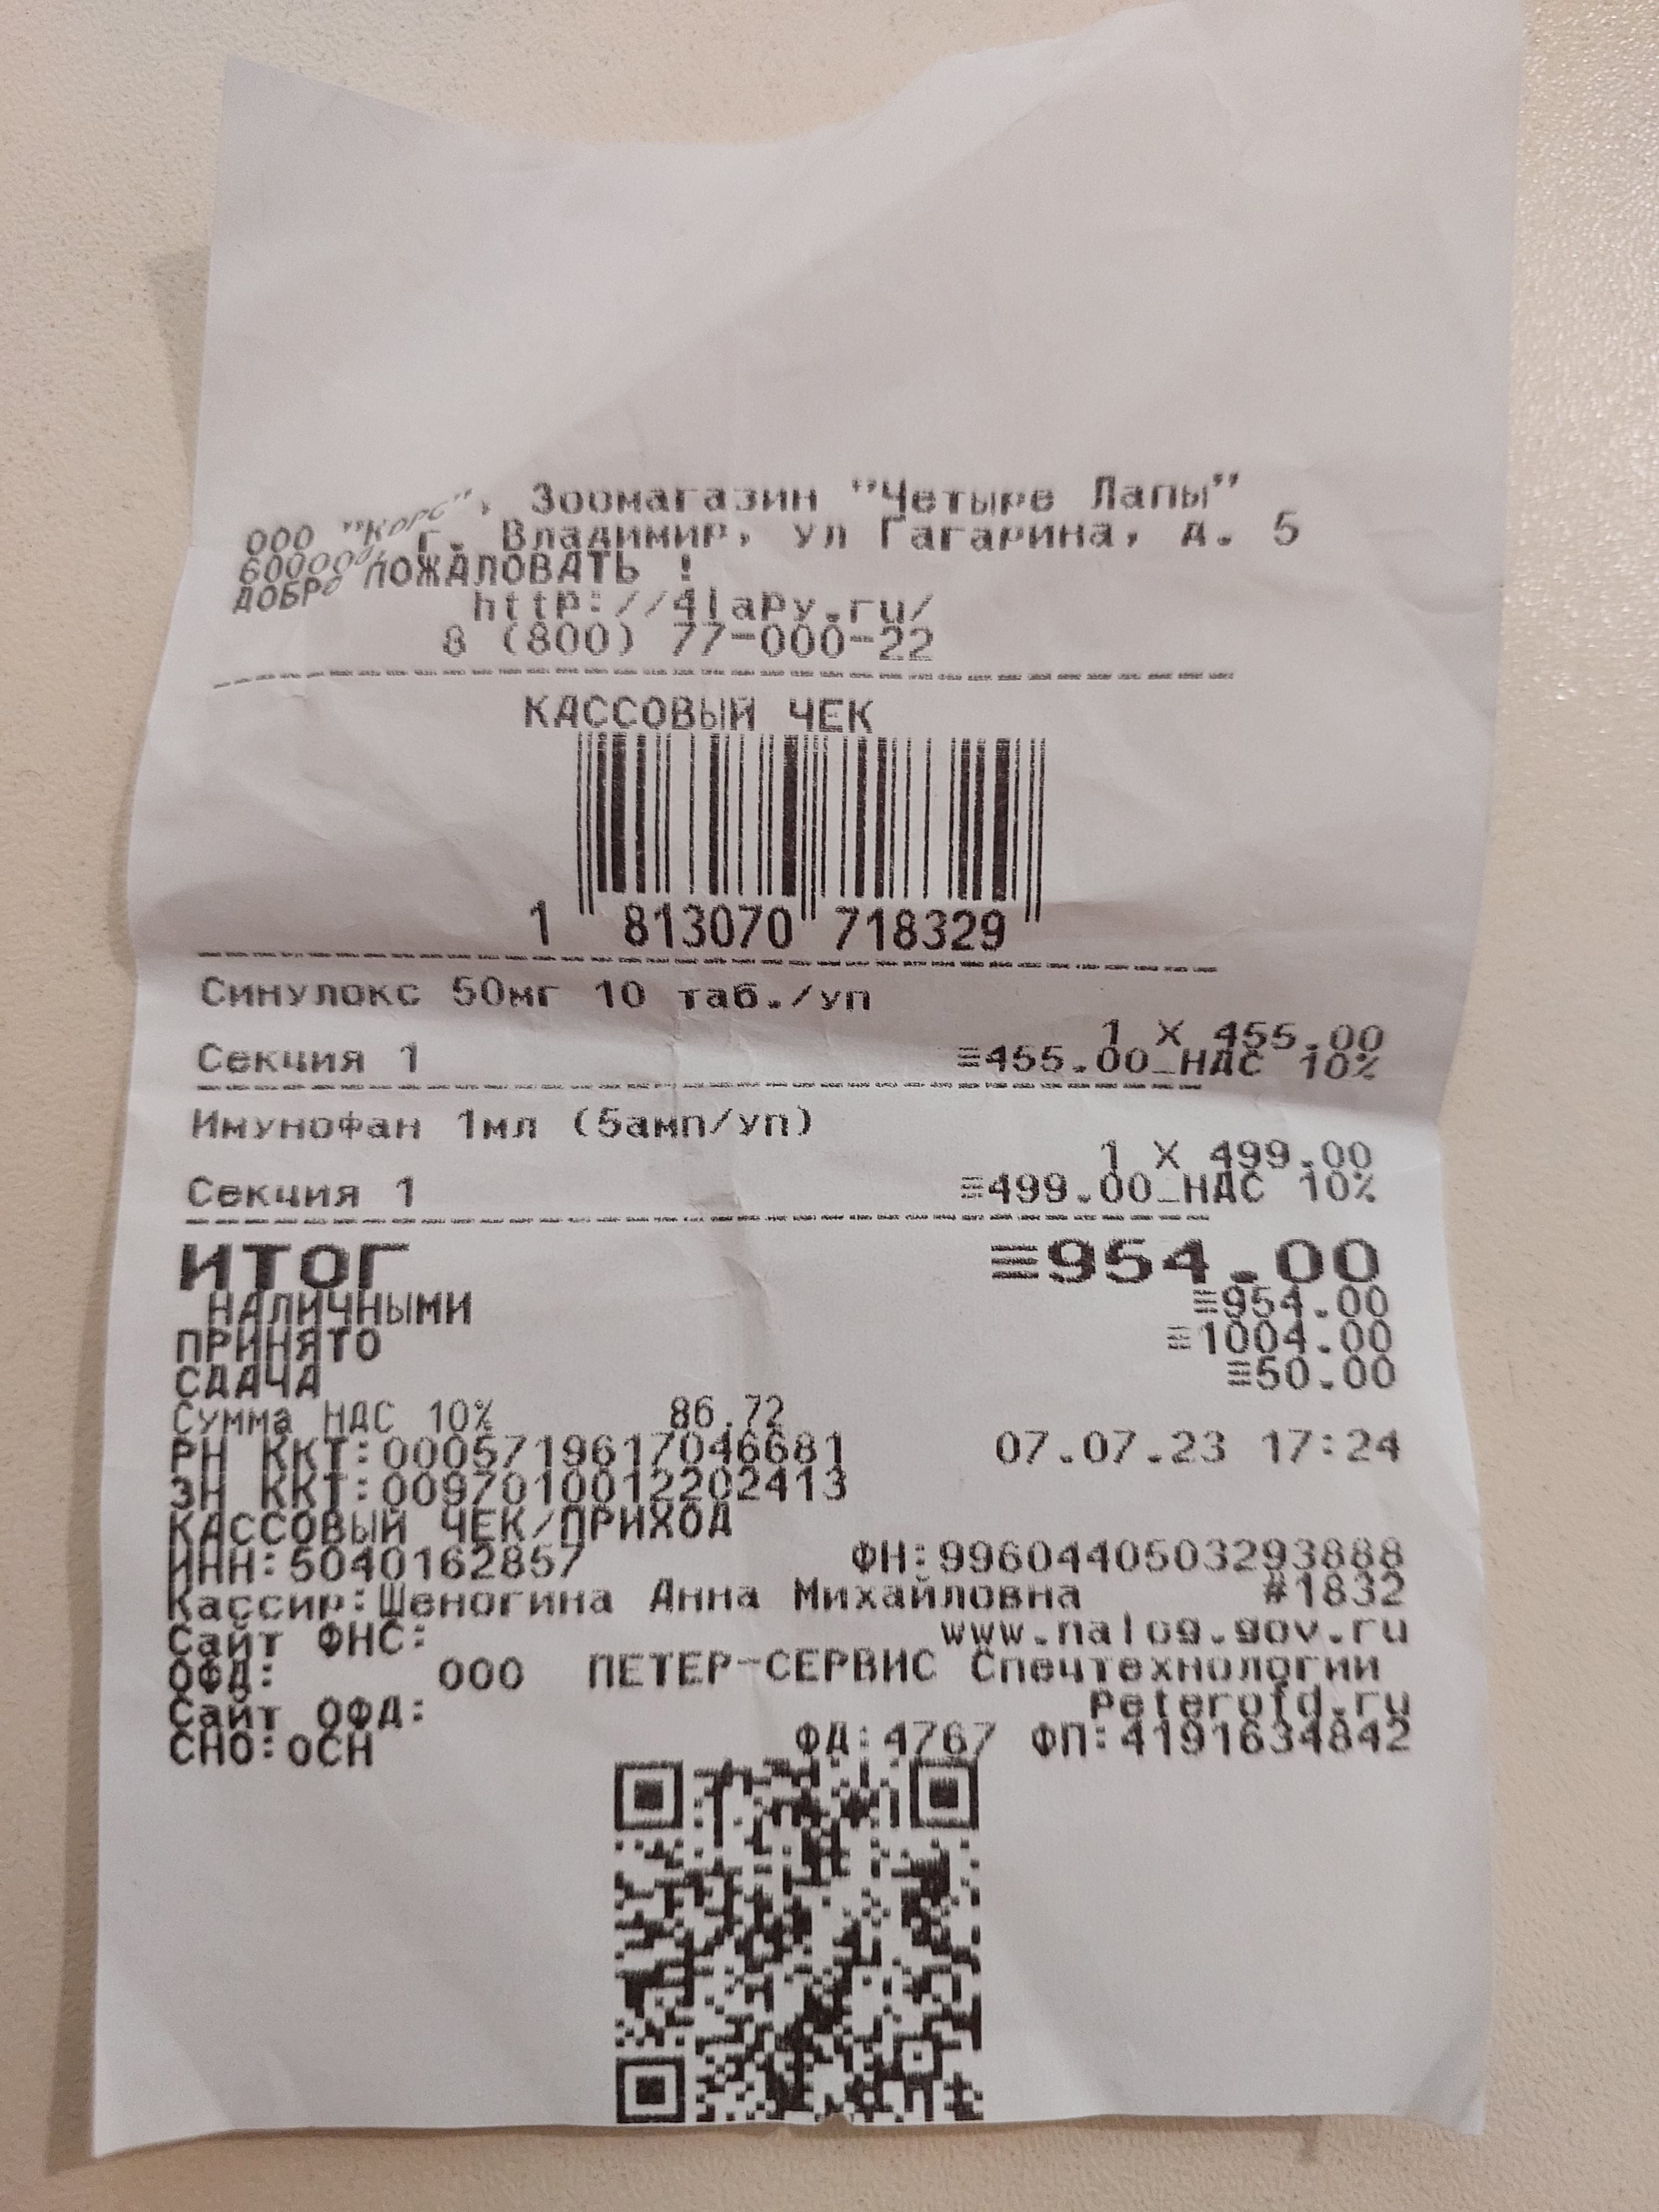 ООО "Корс", Зоомагазин "Четыре Лапы"
600000, г. Владимир, ул Гагарина, д. 5
ДОБРО ПОЖАЛОВАТЬ !
http://4lapy.ru/
8 (800) 77-000-22
КАССОВЫЙ ЧЕК
1 813070 718329
Синулокс 50мг 10 таб./уп
1 X 455.00
Секция 1 ≡455.00_НДС 10%
Имунофан 1мл (5амп/уп)
1 X 499.00
Секция 1 ≡499.00_НДС 10%
ИТОГ ≡954.00
НАЛИЧНЫМИ ≡954.00
ПРИНЯТО ≡1004.00
СДАЧА ≡50.00
Сумма НДС 10% 86.72
РН ККТ:0005719617046681 07.07.23 17:24
ЗН ККТ:0097010012202413
КАССОВЫЙ ЧЕК/ПРИХОД
ИНН:5040162857 ФН:9960440503293888
Кассир:Шеногина Анна Михайловна #1832
Сайт ФНС: www.nalog.gov.ru
ОФД: ООО ПЕТЕР-СЕРВИС Спецтехнологии
Сайт ОФД: Peterofd.ru
СНО:ОСН ФД:4767 ФП:4191634842